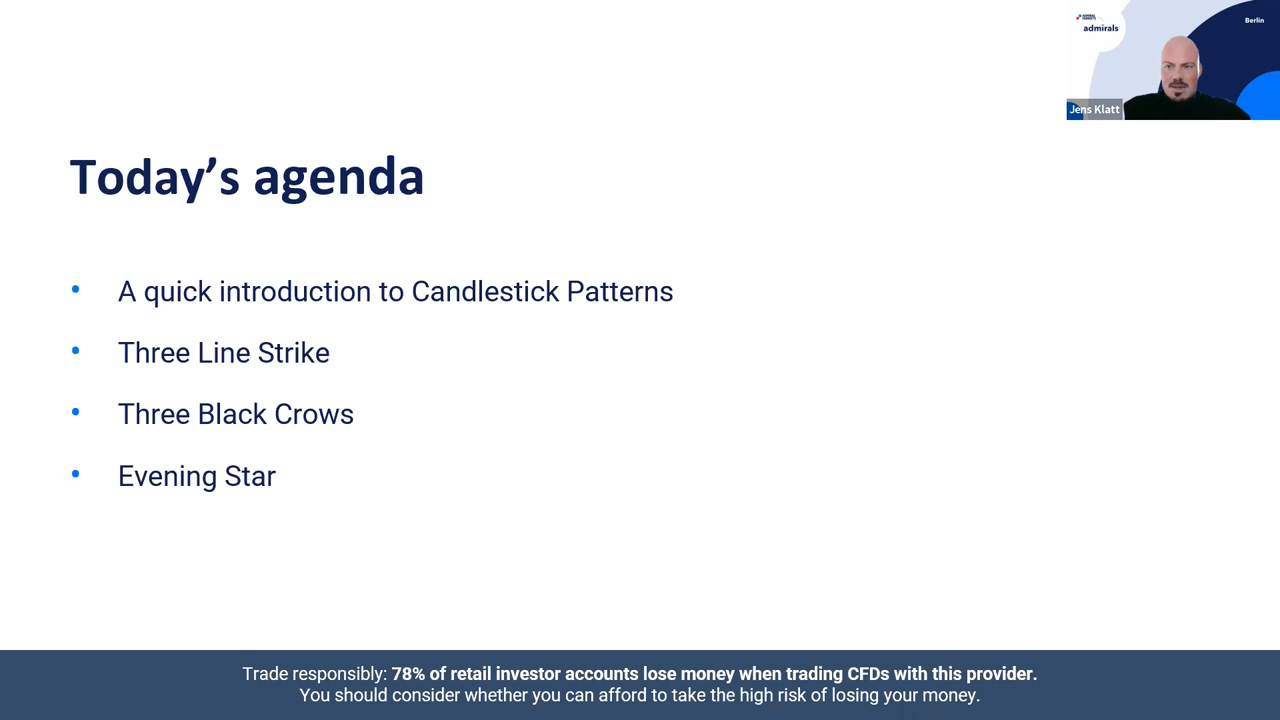 ADMIRAL
MARKETS
admirals
Berlin
Jens Klatt
Today’s agenda
• A quick introduction to Candlestick Patterns
• Three Line Strike
• Three Black Crows
• Evening Star
Trade responsibly: 78% of retail investor accounts lose money when trading CFDs with this provider.
You should consider whether you can afford to take the high risk of losing your money.